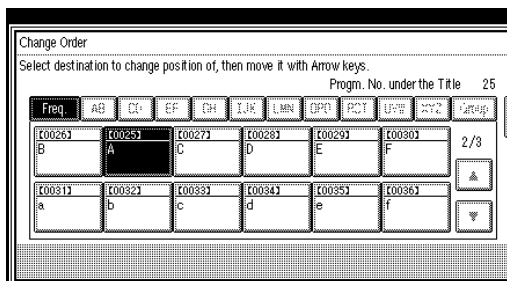 Change Order
Select destination to change position of, then move it with Arrow keys.
Progm. No. under the Title 25
Freq. AB CD EF GH IJK LMN OPQ RST UVW XYZ Group
[0026] [0025] [0027] [0028] [0029] [0030]
B A C D E F
2/3
[0031] [0032] [0033] [0034] [0035] [0036]
a b c d e f